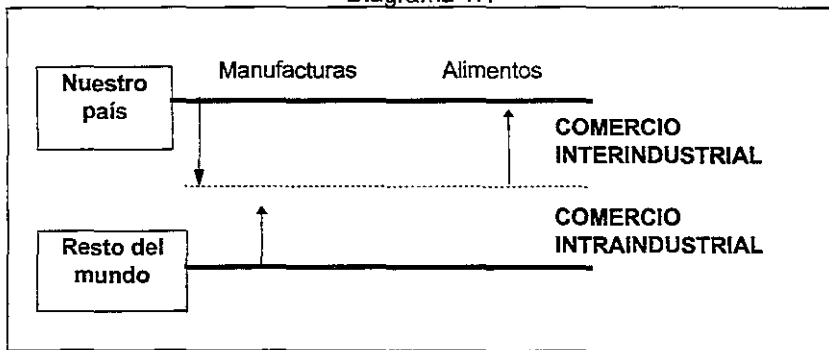 Nuestro
país
Manufacturas Alimentos
COMERCIO
INTERINDUSTRIAL
COMERCIO
INTRAINDUSTRIAL
Resto del
mundo